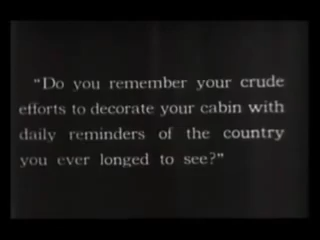 "Do you remember your crude
efforts to decorate your cabin with
daily reminders of the country
you ever longed to see?"